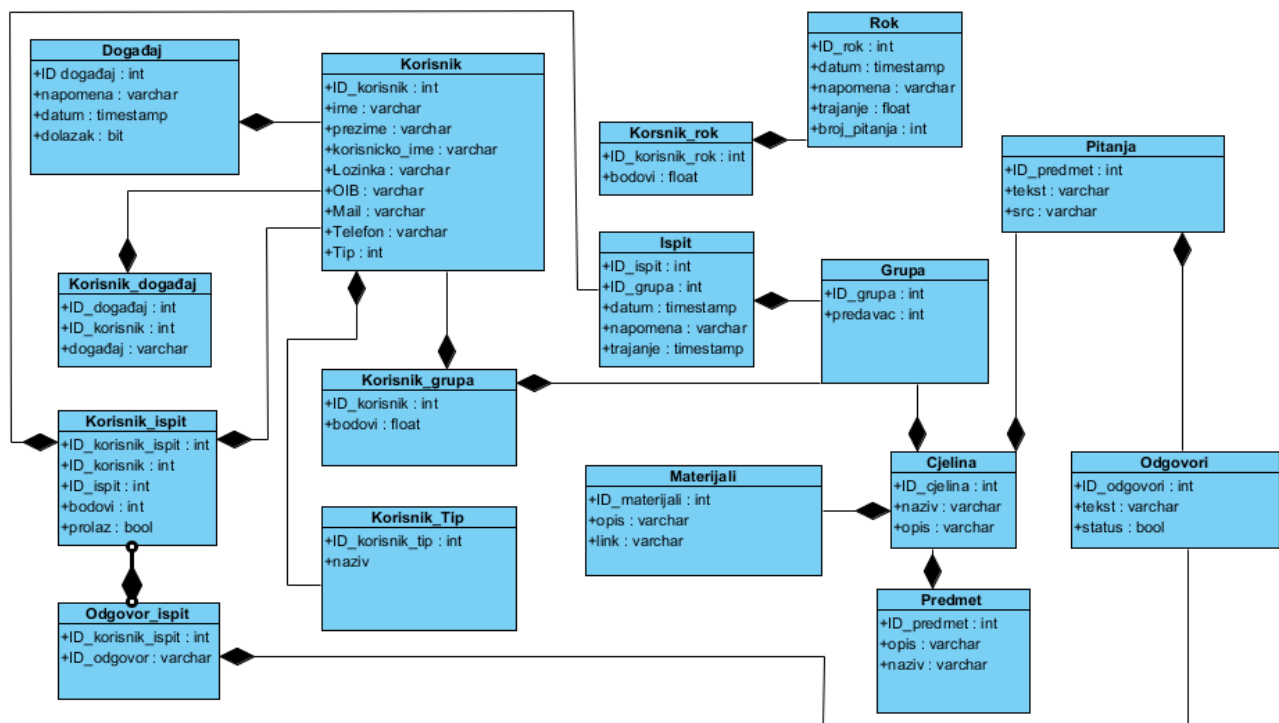 Događaj
+ID događaj : int
+napomena : varchar
+datum : timestamp
+dolazak : bit
Korisnik
+ID_korisnik : int
+ime : varchar
+prezime : varchar
+korisnicko_ime : varchar
+Lozinka : varchar
+OIB : varchar
+Mail : varchar
+Telefon : varchar
+Tip : int
Rok
+ID_rok : int
+datum : timestamp
+napomena : varchar
+trajanje : float
+broj_pitanja : int
Korsnik_rok
+ID_korisnik_rok : int
+bodovi : float
Pitanja
+ID_predmet : int
+tekst : varchar
+src : varchar
Korisnik_događaj
+ID_događaj : int
+ID_korisnik : int
+događaj : varchar
Ispit
+ID_ispit : int
+ID_grupa : int
+datum : timestamp
+napomena : varchar
+trajanje : timestamp
Grupa
+ID_grupa : int
+predavac : int
Korisnik_grupa
+ID_korisnik : int
+bodovi : float
Korisnik_ispit
+ID_korisnik_ispit : int
+ID_korisnik : int
+ID_ispit : int
+bodovi : int
+prolaz : bool
Materijali
+ID_materijali : int
+opis : varchar
+link : varchar
Cjelina
+ID_cjelina : int
+naziv : varchar
+opis : varchar
Odgovori
+ID_odgovori : int
+tekst : varchar
+status : bool
Korisnik_Tip
+ID_korisnik_tip : int
+naziv
Odgovor_ispit
+ID_korisnik_ispit : int
+ID_odgovor : varchar
Predmet
+ID_predmet : int
+opis : varchar
+naziv : varchar